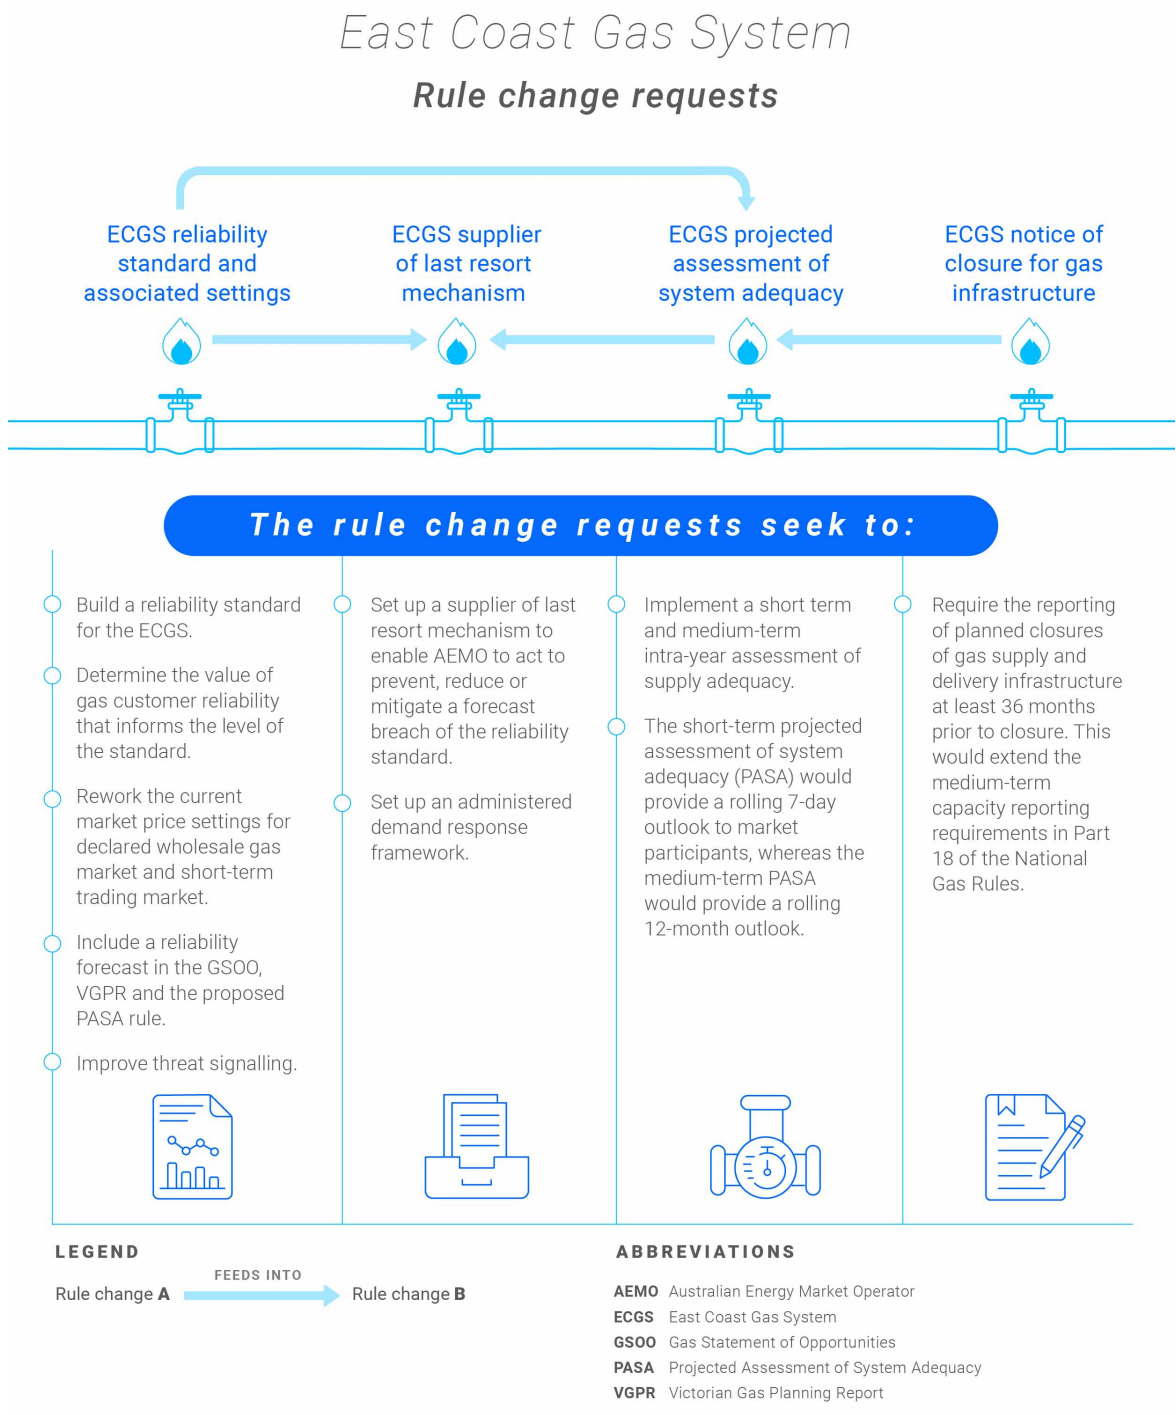 East Coast Gas System
Rule change requests
ECGS reliability
standard and
associated settings
ECGS supplier
of last resort
mechanism
ECGS projected
assessment of
system adequacy
ECGS notice of
closure for gas
infrastructure
The rule change requests seek to:
Build a reliability standard
for the ECGS.
Determine the value of
gas customer reliability
that informs the level of
the standard.
Rework the current
market price settings for
declared wholesale gas
market and short-term
trading market.
Include a reliability
forecast in the GSOO,
VGPR and the proposed
PASA rule.
Improve threat signalling.
Set up a supplier of last
resort mechanism to
enable AEMO to act to
prevent, reduce or
mitigate a forecast
breach of the reliability
standard.
Set up an administered
demand response
framework.
Implement a short term
and medium-term
intra-year assessment of
supply adequacy.
The short-term projected
assessment of system
adequacy (PASA) would
provide a rolling 7-day
outlook to market
participants, whereas the
medium-term PASA
would provide a rolling
12-month outlook.
Require the reporting
of planned closures
of gas supply and
delivery infrastructure
at least 36 months
prior to closure. This
would extend the
medium-term
capacity reporting
requirements in Part
18 of the National
Gas Rules.
LEGEND
Rule change A FEEDS INTO Rule change B
ABBREVIATIONS
AEMO Australian Energy Market Operator
ECGS East Coast Gas System
GSOO Gas Statement of Opportunities
PASA Projected Assessment of System Adequacy
VGPR Victorian Gas Planning Report